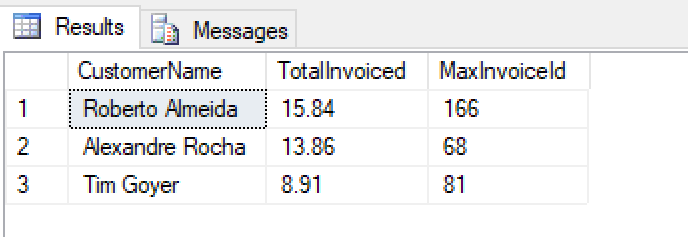 Results Messages
CustomerName TotalInvoiced MaxInvoiceId
1 Roberto Almeida 15.84 166
2 Alexandre Rocha 13.86 68
3 Tim Goyer 8.91 81